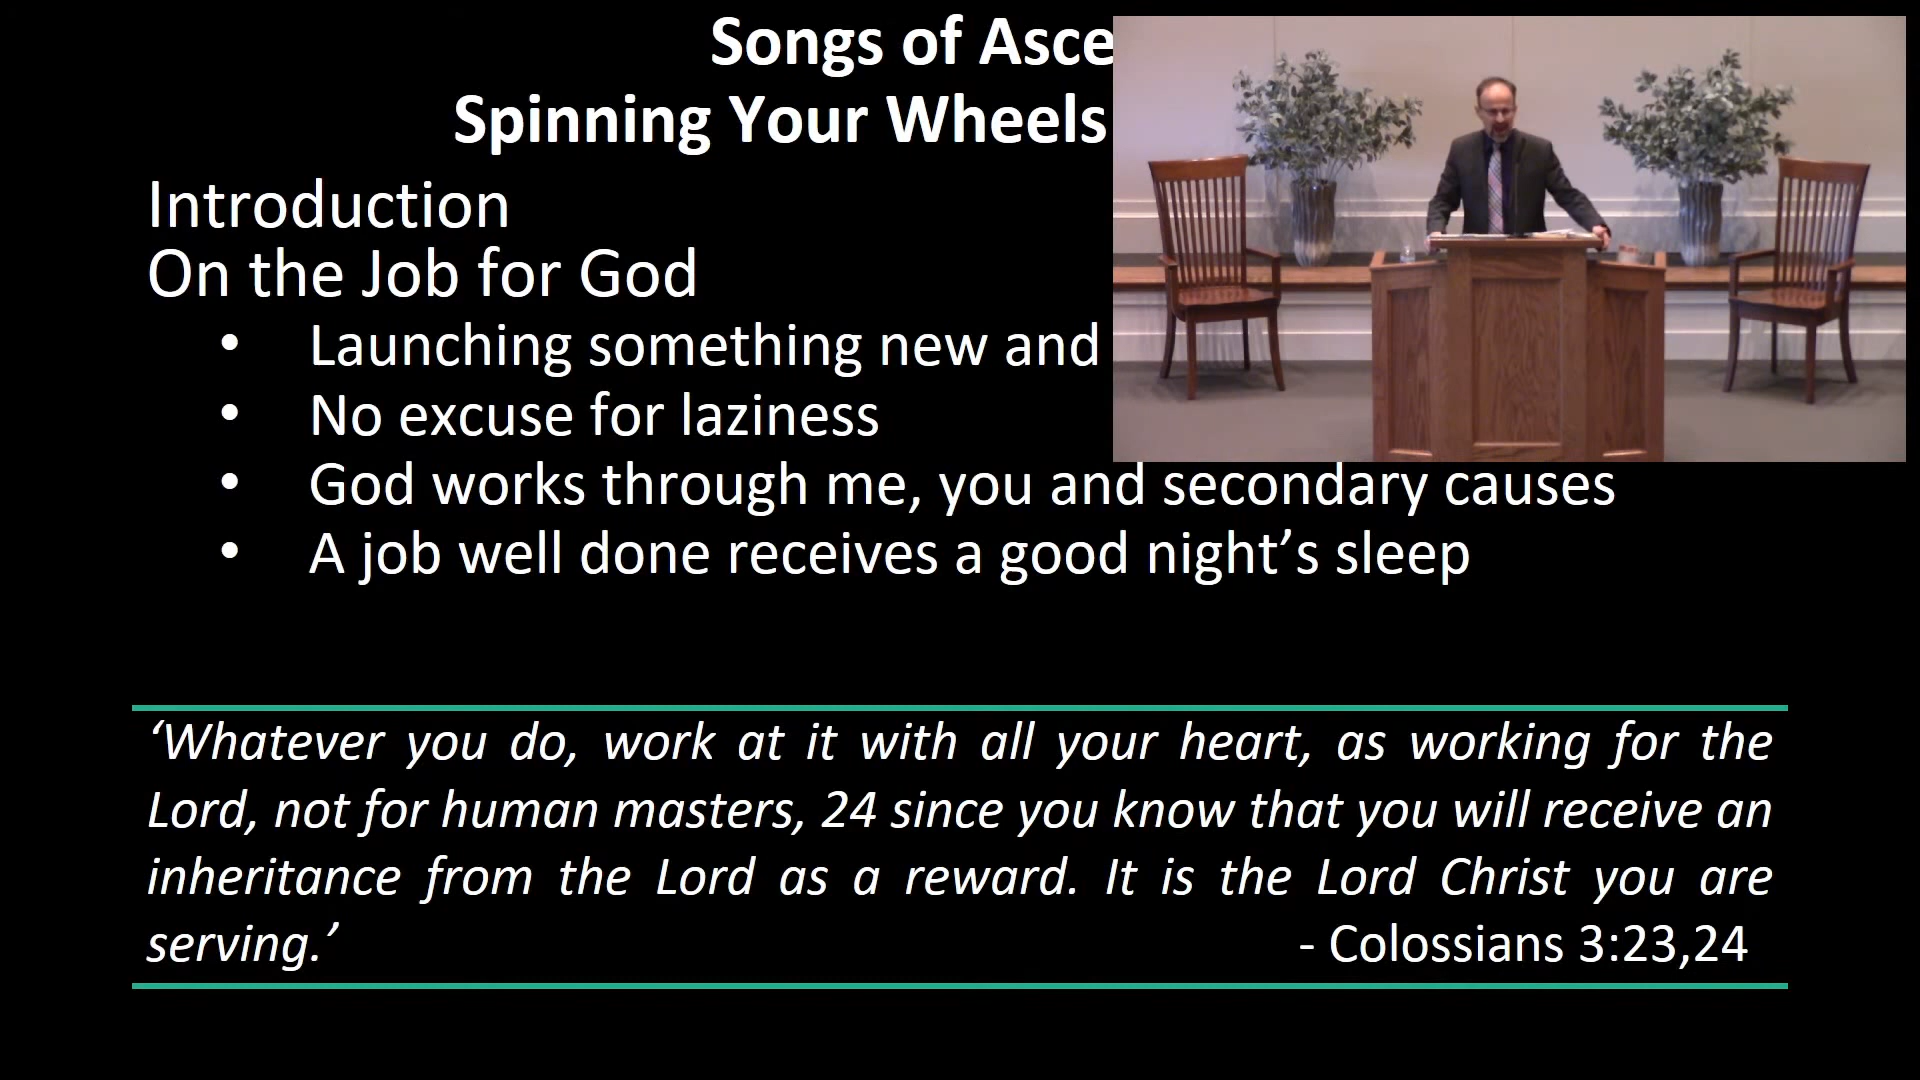 Songs of Asce
Spinning Your Wheels
Introduction
On the Job for God
• Launching something new and
• No excuse for laziness
• God works through me, you and secondary causes
• A job well done receives a good night’s sleep
‘Whatever you do, work at it with all your heart, as working for the
Lord, not for human masters, 24 since you know that you will receive an
inheritance from the Lord as a reward. It is the Lord Christ you are
serving.’ - Colossians 3:23,24